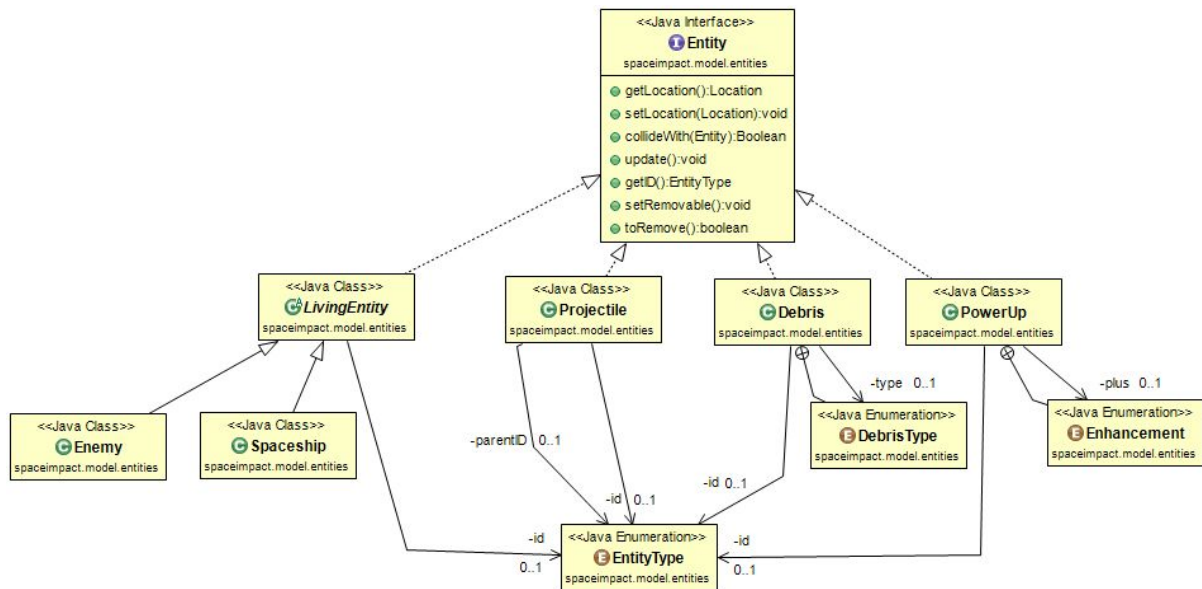 <<Java Interface>>
Entity
spaceimpact.model.entities
getLocation():Location
setLocation(Location):void
collideWith(Entity):Boolean
update():void
getID():EntityType
setRemovable():void
toRemove():boolean
<<Java Class>>
LivingEntity
spaceimpact.model.entities
<<Java Class>>
Projectile
spaceimpact.model.entities
<<Java Class>>
Debris
spaceimpact.model.entities
<<Java Class>>
PowerUp
spaceimpact.model.entities
-type 0..1
-plus 0..1
<<Java Class>>
Enemy
spaceimpact.model.entities
<<Java Class>>
Spaceship
spaceimpact.model.entities
<<Java Enumeration>>
DebrisType
spaceimpact.model.entities
<<Java Enumeration>>
Enhancement
spaceimpact.model.entities
-parentID 0..1
-id 0..1
-id 0..1
-id
0..1
<<Java Enumeration>>
EntityType
spaceimpact.model.entities
-id
0..1